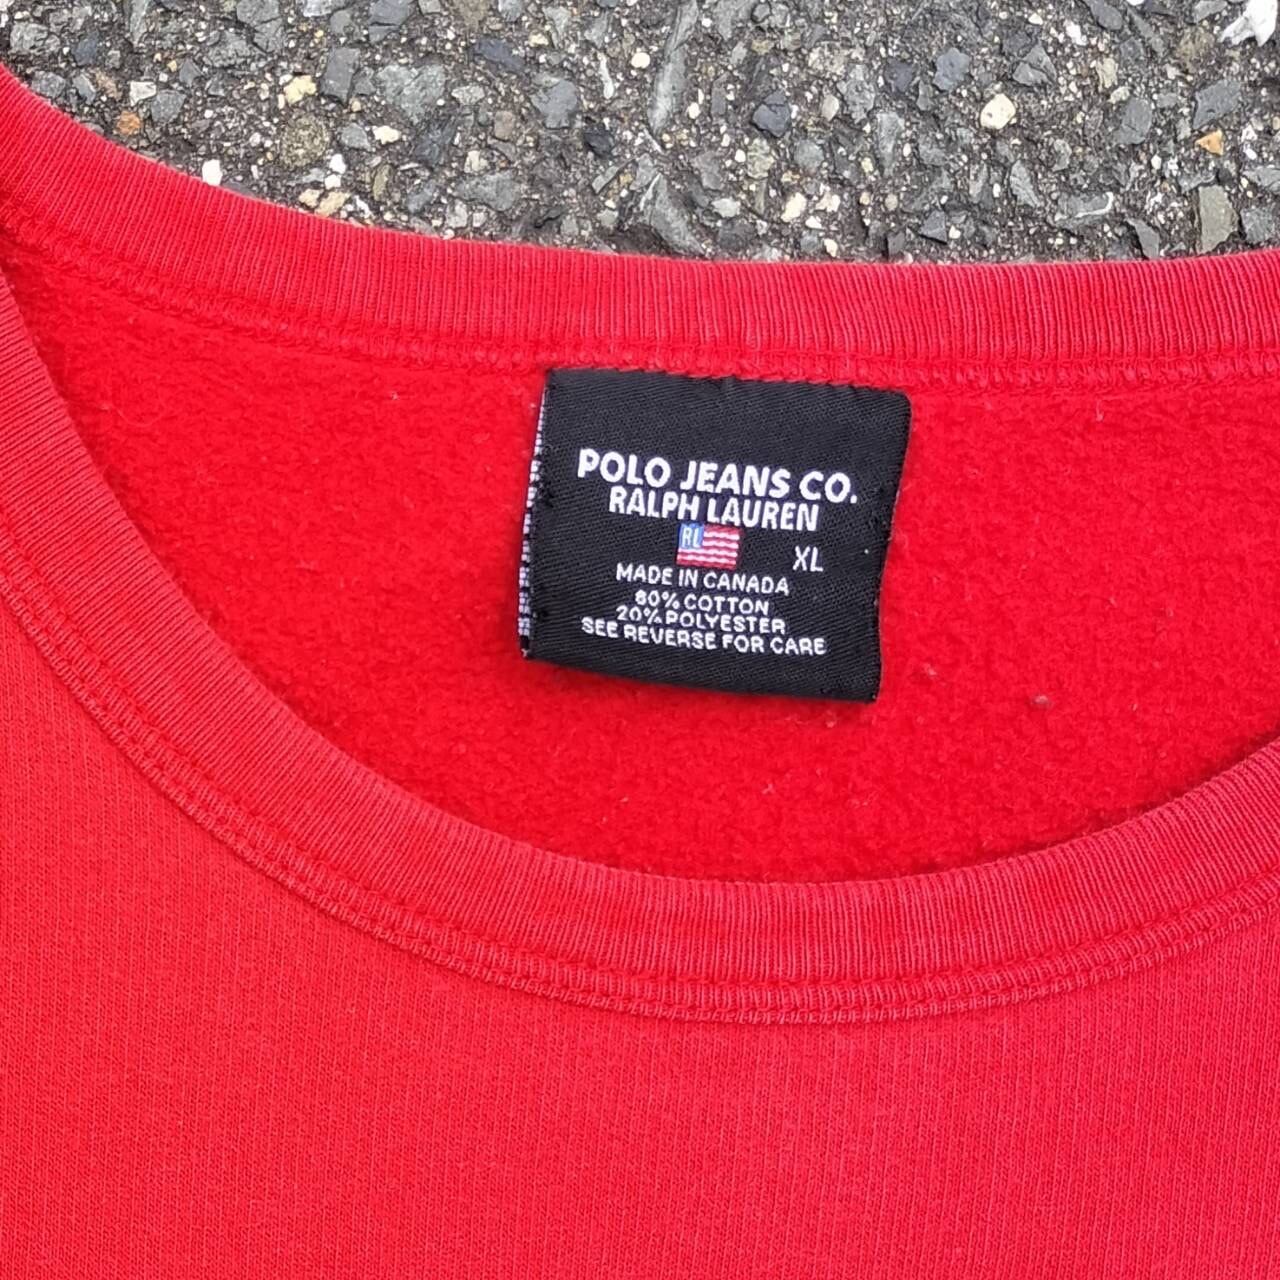 POLO JEANS CO.
RALPH LAUREN
RL
XL
MADE IN CANADA
80% COTTON
20% POLYESTER
SEE REVERSE FOR CARE